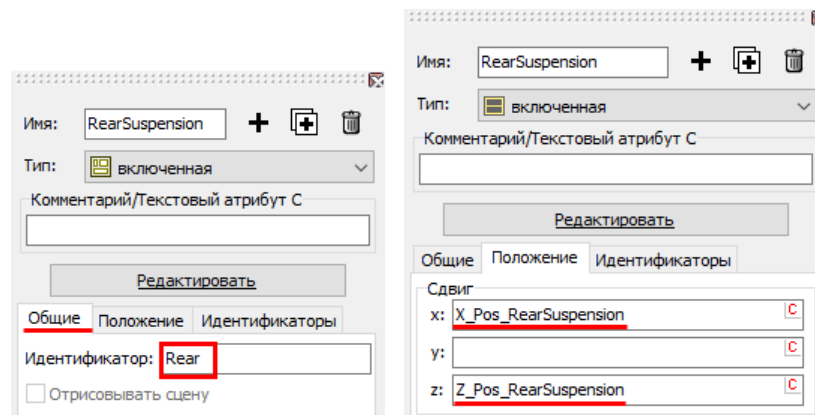 Имя: RearSuspension
Тип: включенная
Комментарий/Текстовый атрибут C
Редактировать
Общие Положение Идентификаторы
Идентификатор: Rear
Отрисовывать сцену
Имя: RearSuspension
Тип: включенная
Комментарий/Текстовый атрибут C
Редактировать
Общие Положение Идентификаторы
Сдвиг
x: X_Pos_RearSuspension C
y: C
z: Z_Pos_RearSuspension C